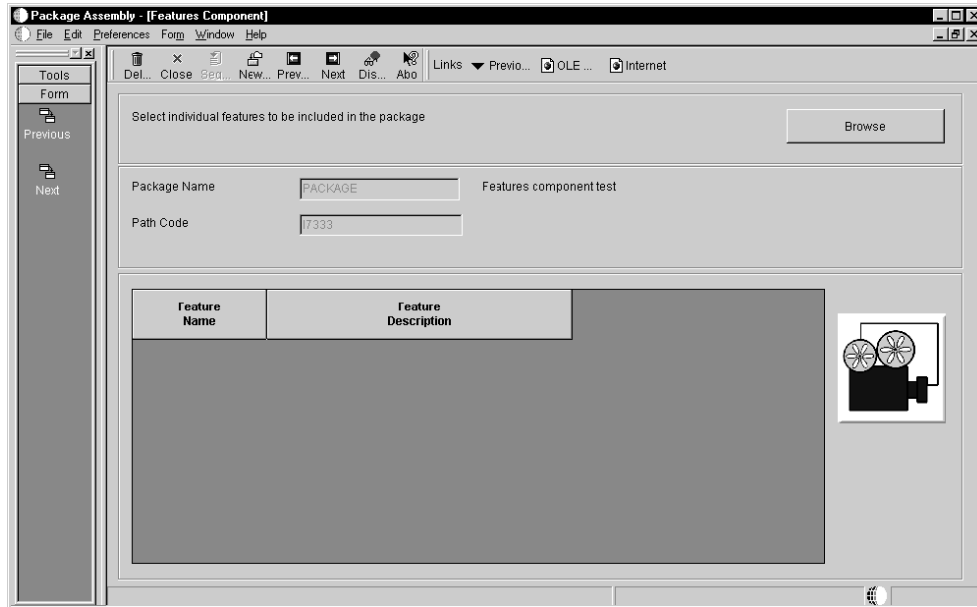 Package Assembly - [Features Component]
File Edit Preferences Form Window Help
Del... Close Seq... New... Prev... Next Dis... Abo Links Previo... OLE ... Internet
Tools
Form
Previous
Next
Select individual features to be included in the package
Browse
Package Name PACKAGE Features component test
Path Code I7333
Feature Name
Feature Description